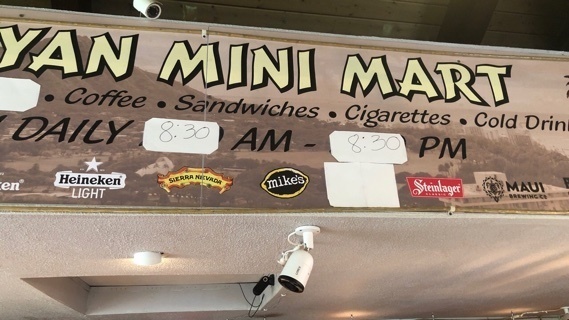 YAN MINI MART
• Coffee • Sandwiches • Cigarettes • Cold Drin
DAILY 8:30 AM - 8:30 PM
Heineken LIGHT
SIERRA NEVADA
mike's
Steinlager CLASSIC
MAUI BREWING CO